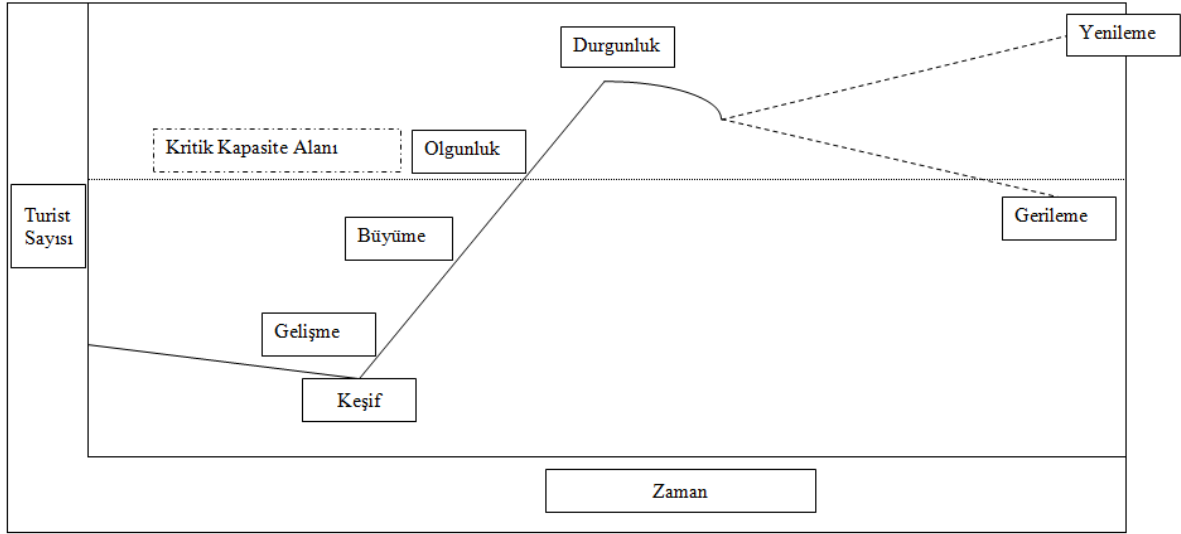 Yenileme
Durgunluk
Kritik Kapasite Alanı
Olgunluk
Turist
Sayısı
Büyüme
Gerileme
Gelişme
Keşif
Zaman